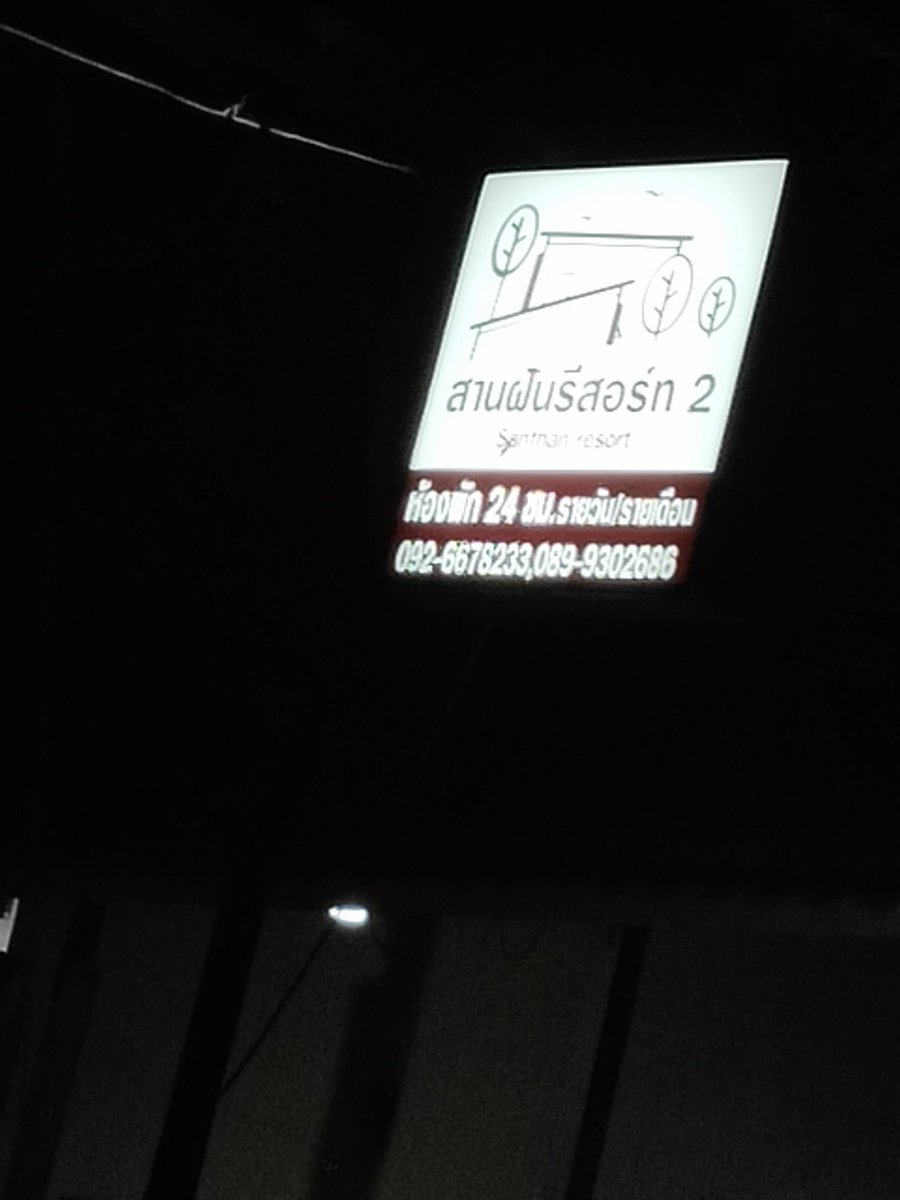 สานฝันรีสอร์ท 2
Sanfhan resort
ห้องพัก 24 ชม.รายวัน/รายเดือน
092-6678233,089-9302686